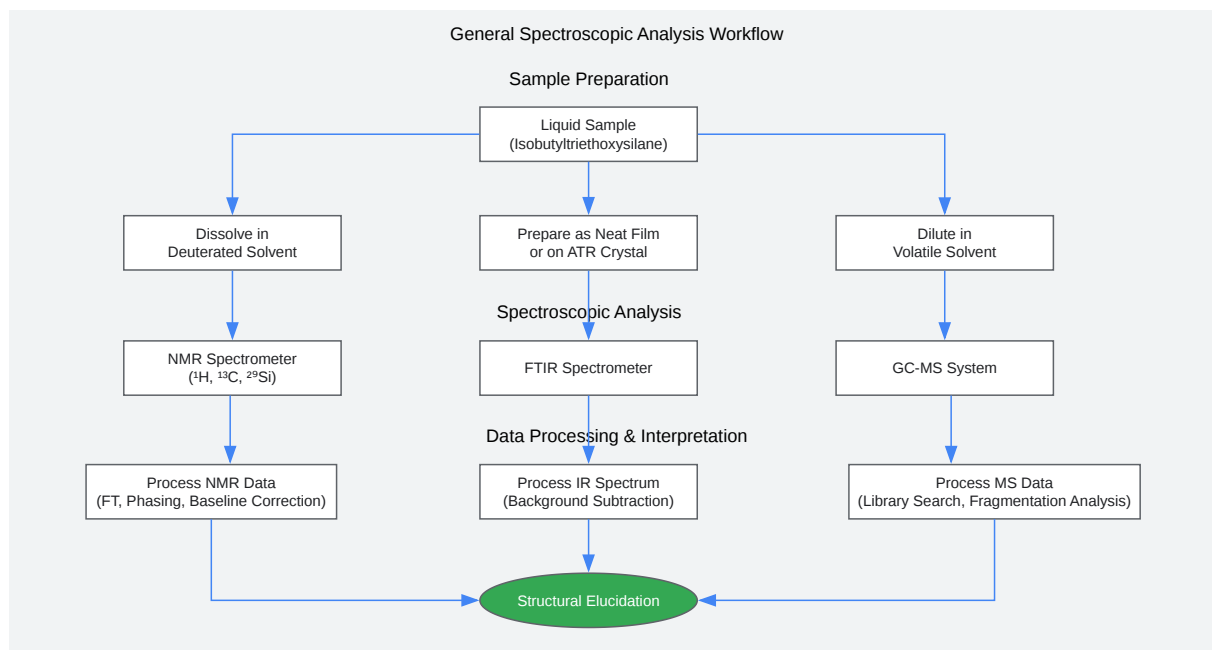 General Spectroscopic Analysis Workflow
Sample Preparation
Liquid Sample
(Isobutyltriethoxysilane)
Dissolve in
Deuterated Solvent
Prepare as Neat Film
or on ATR Crystal
Dilute in
Volatile Solvent
Spectroscopic Analysis
NMR Spectrometer
(¹H, ¹³C, ²⁹Si)
FTIR Spectrometer
GC-MS System
Data Processing & Interpretation
Process NMR Data
(FT, Phasing, Baseline Correction)
Process IR Spectrum
(Background Subtraction)
Process MS Data
(Library Search, Fragmentation Analysis)
Structural Elucidation